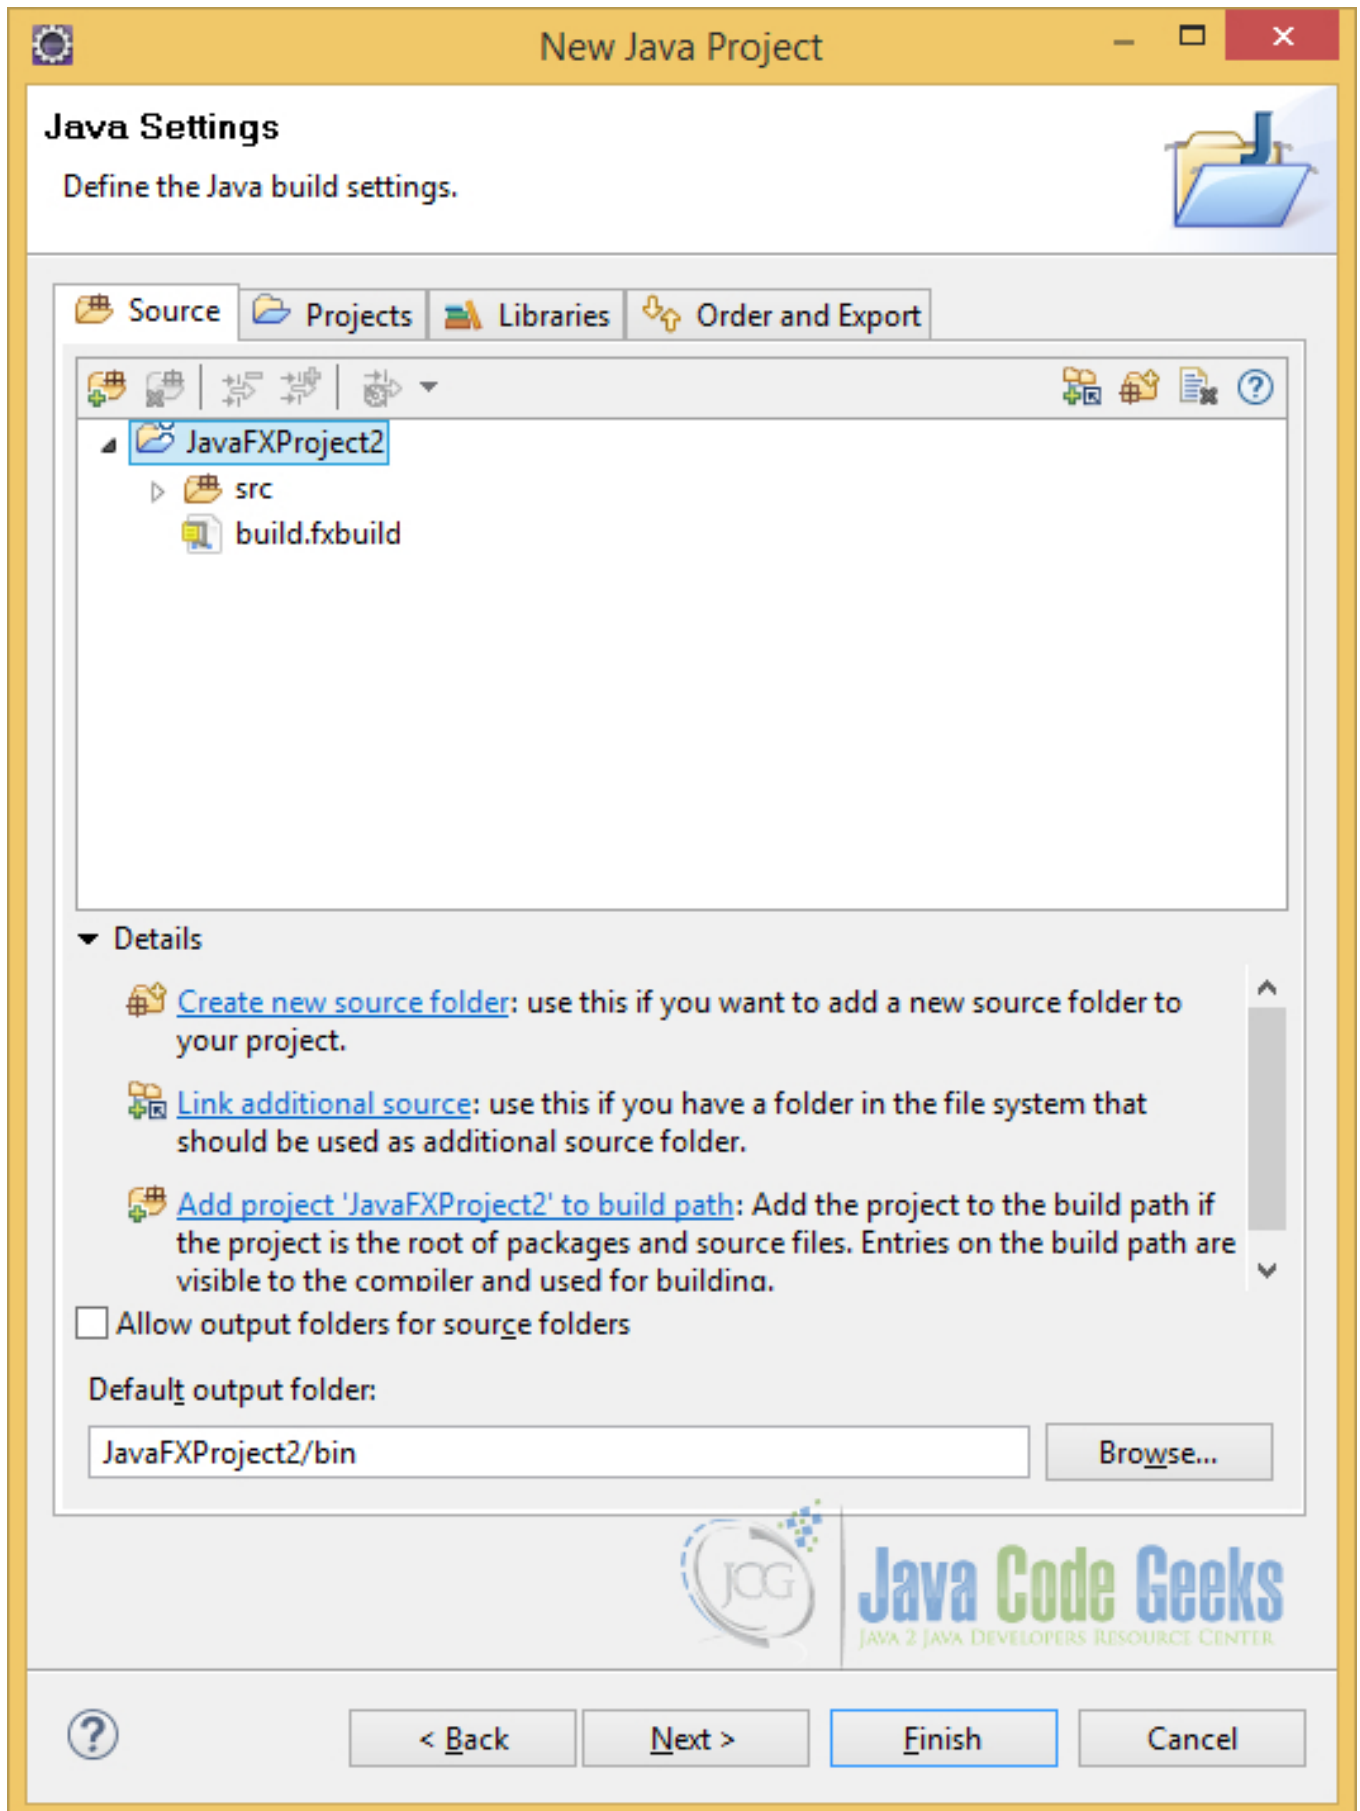 New Java Project
Java Settings
Define the Java build settings.
Source Projects Libraries Order and Export
JavaFXProject2
src
build.fxbuild
Details
Create new source folder: use this if you want to add a new source folder to
your project.
Link additional source: use this if you have a folder in the file system that
should be used as additional source folder.
Add project 'JavaFXProject2' to build path: Add the project to the build path if
the project is the root of packages and source files. Entries on the build path are
visible to the compiler and used for building.
Allow output folders for source folders
Default output folder:
JavaFXProject2/bin Browse...
JCG Java Code Geeks
JAVA 2 JAVA DEVELOPERS RESOURCE CENTER
< Back Next > Finish Cancel